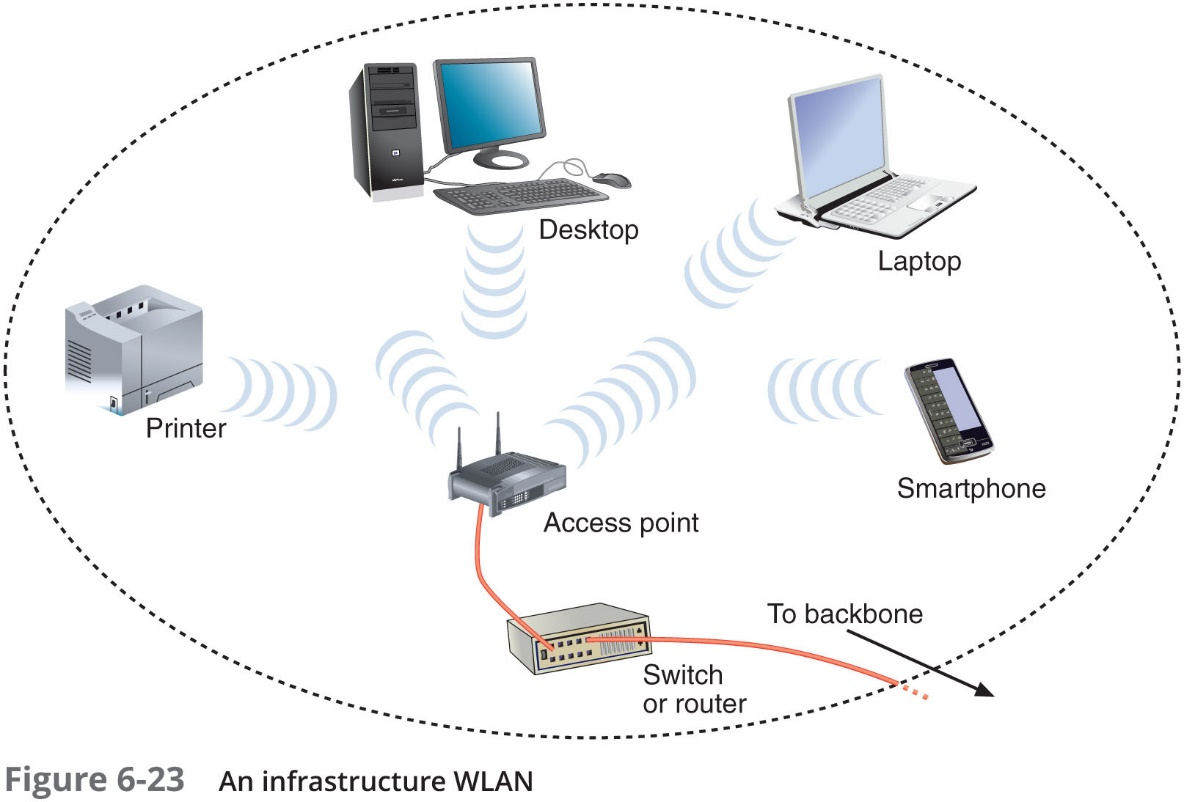 Desktop
Laptop
Printer
Smartphone
Access point
To backbone
Switch
or router
Figure 6-23 An infrastructure WLAN